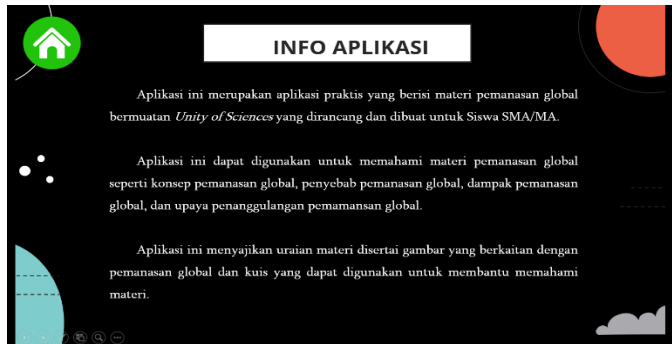 INFO APLIKASI
Aplikasi ini merupakan aplikasi praktis yang berisi materi pemanasan global
bermuatan Unity of Sciences yang dirancang dan dibuat untuk Siswa SMA/MA.
Aplikasi ini dapat digunakan untuk memahami materi pemanasan global
seperti konsep pemanasan global, penyebab pemanasan global, dampak pemanasan
global, dan upaya penanggulangan pemamansan global.
Aplikasi ini menyajikan uraian materi disertai gambar yang berkaitan dengan
pemanasan global dan kuis yang dapat digunakan untuk membantu memahami
materi.